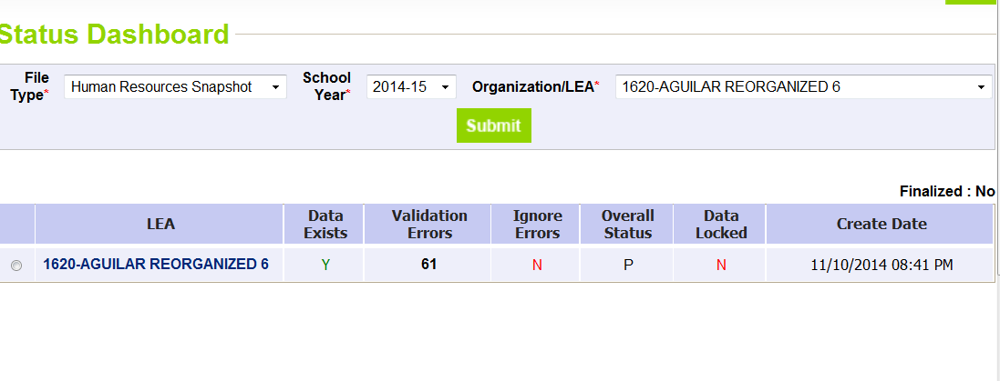 Status Dashboard
File Type* Human Resources Snapshot School Year* 2014-15 Organization/LEA* 1620-AGUILAR REORGANIZED 6
Submit
Finalized : No
LEA Data Exists Validation Errors Ignore Errors Overall Status Data Locked Create Date
1620-AGUILAR REORGANIZED 6 Y 61 N P N 11/10/2014 08:41 PM